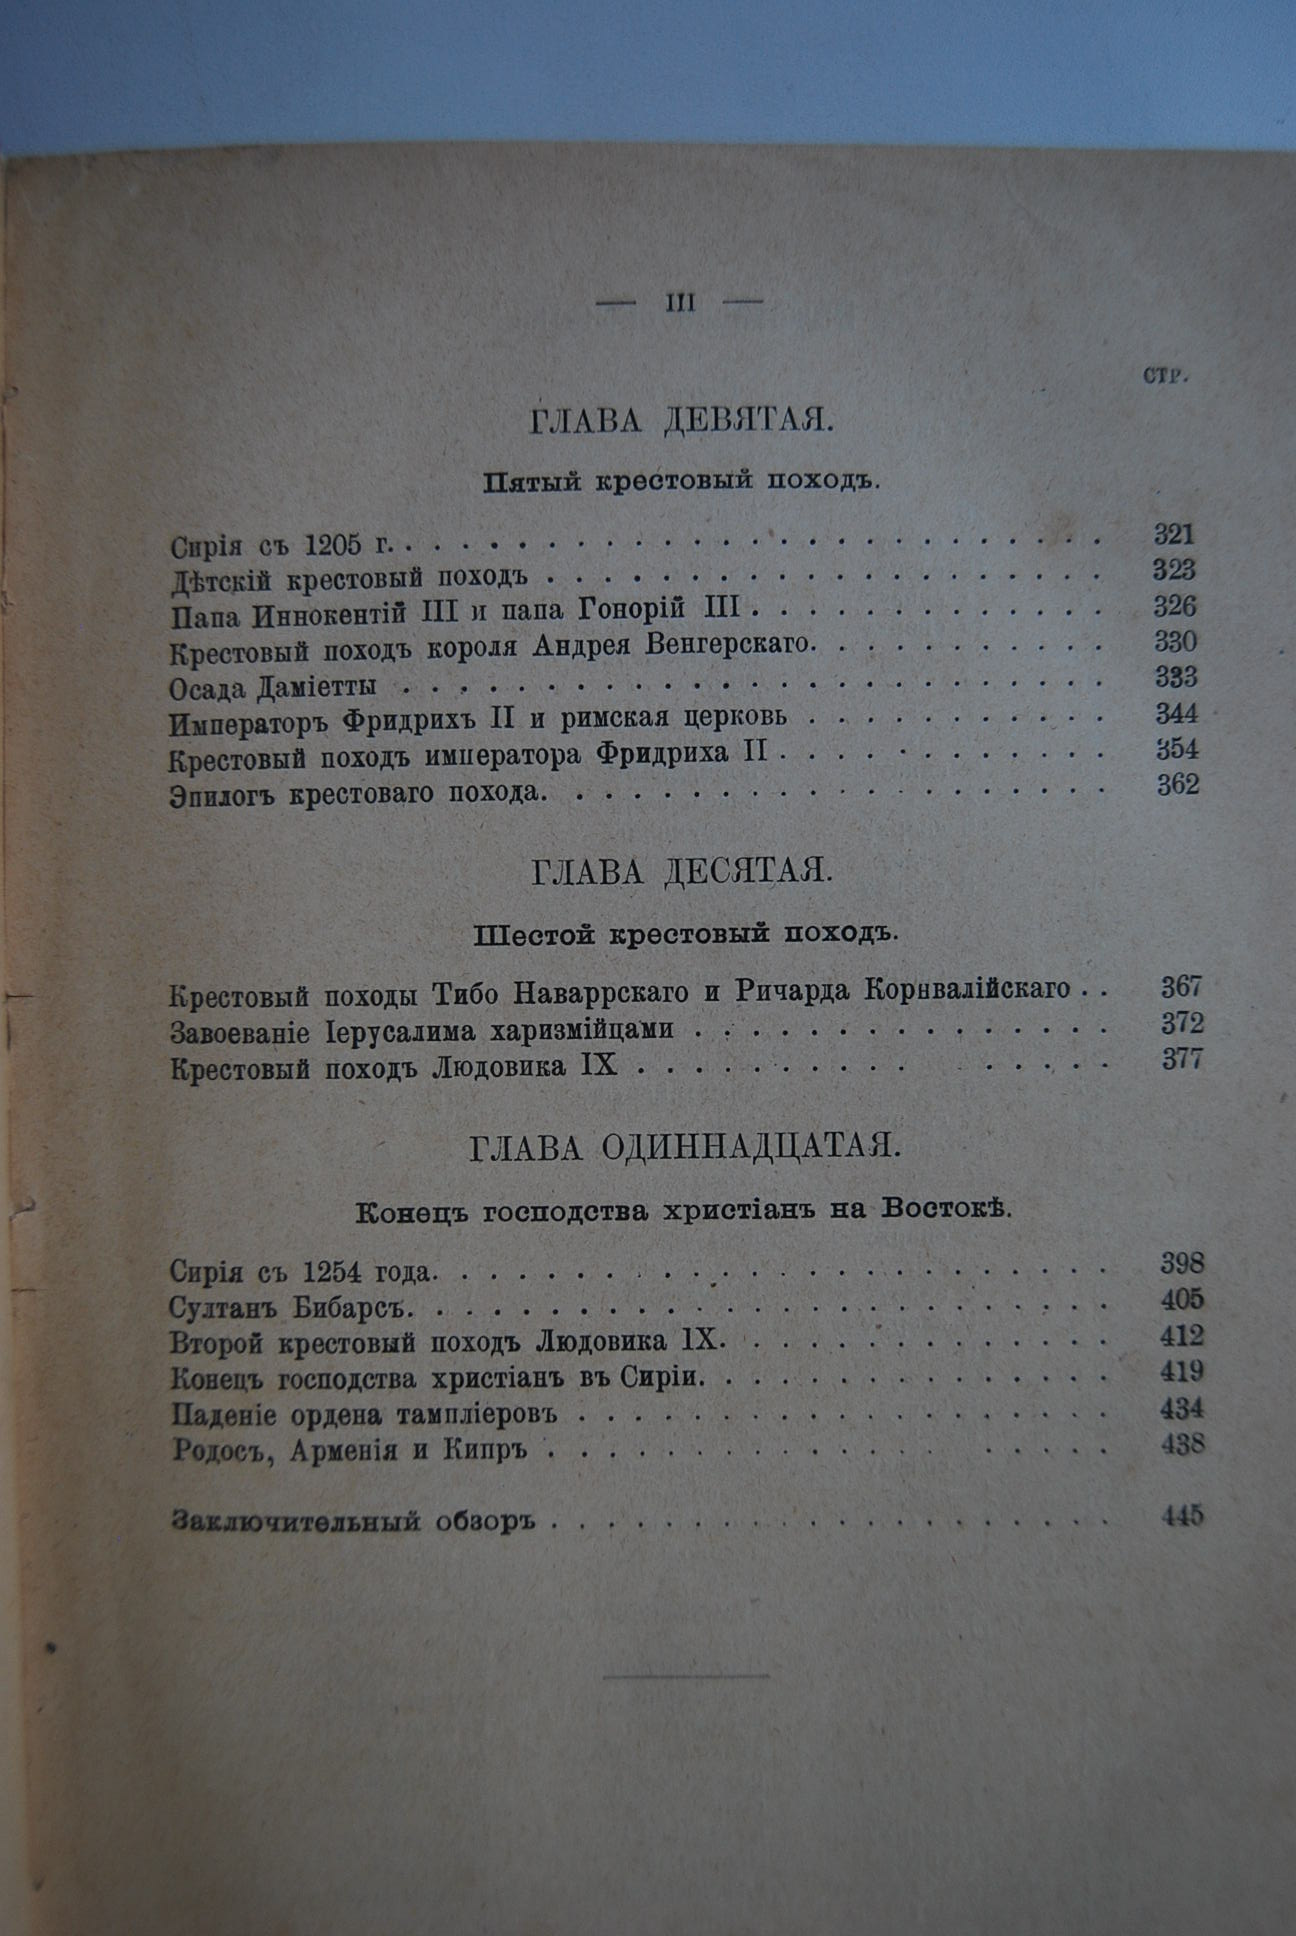 — III —
СТР.
ГЛАВА ДЕВЯТАЯ.
Пятый крестовый походъ.
Сирія съ 1205 г. . . . . . . . . . . . . . . . . . . . . . . . . . 321
Дѣтскій крестовый походъ . . . . . . . . . . . . . . . . . . . . 323
Папа Иннокентій III и папа Гонорій III . . . . . . . . . . . . . 326
Крестовый походъ короля Андрея Венгерскаго. . . . . . . . . . . 330
Осада Даміетты . . . . . . . . . . . . . . . . . . . . . . . . . 333
Императоръ Фридрихъ II и римская церковь . . . . . . . . . . . 344
Крестовый походъ императора Фридриха II . . . . . . . . . . . . 354
Эпилогъ крестоваго похода. . . . . . . . . . . . . . . . . . . . 362
ГЛАВА ДЕСЯТАЯ.
Шестой крестовый походъ.
Крестовый походы Тибо Наваррскаго и Ричарда Корнвалійскаго . . 367
Завоеваніе Іерусалима харизмійцами . . . . . . . . . . . . . . . 372
Крестовый походъ Людовика IX . . . . . . . . . . . . . . . 377
ГЛАВА ОДИННАДЦАТАЯ.
Конецъ господства христіанъ на Востокѣ.
Сирія съ 1254 года. . . . . . . . . . . . . . . . . . . . . . . . 398
Султанъ Бибарсъ. . . . . . . . . . . . . . . . . . . . . . . . . 405
Второй крестовый походъ Людовика IX. . . . . . . . . . . . . . 412
Конецъ господства христіанъ въ Сиріи. . . . . . . . . . . . . . . 419
Паденіе ордена тампліеровъ . . . . . . . . . . . . . . . . . . . 434
Родосъ, Арменія и Кипръ . . . . . . . . . . . . . . . . . . . 438
Заключительный обзоръ . . . . . . . . . . . . . . . . . . . . 445